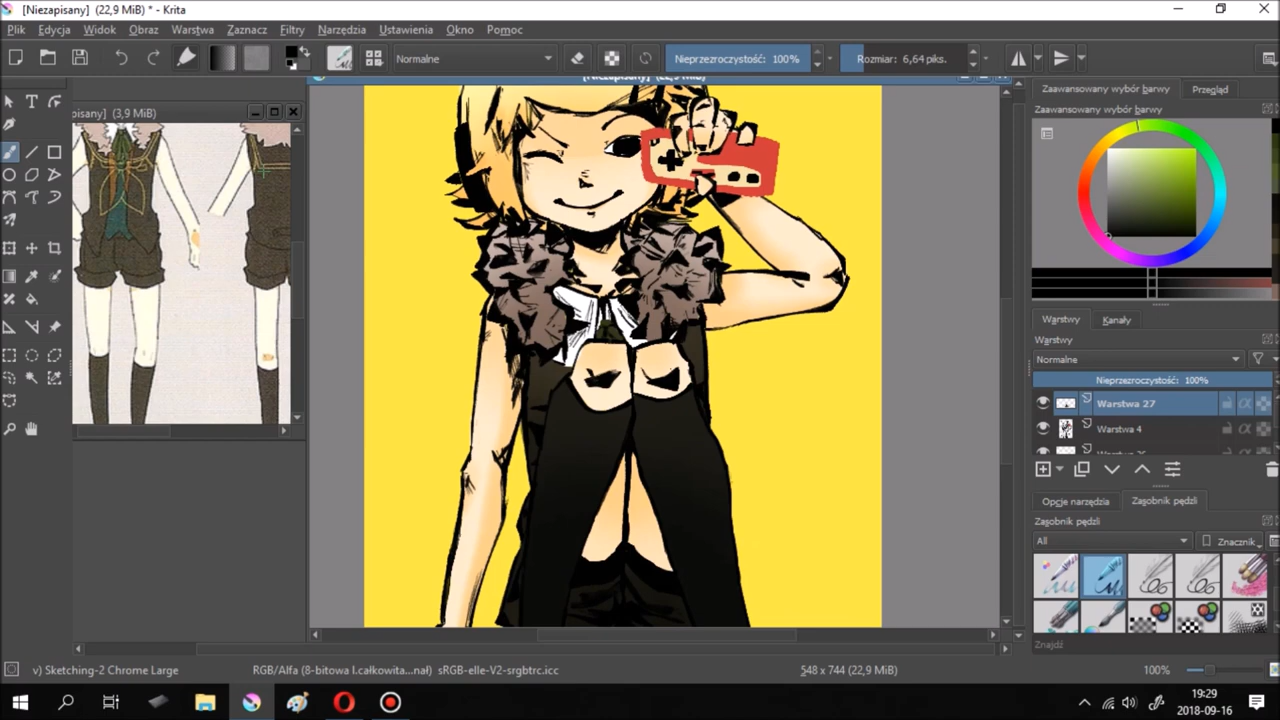 [Niezapisany] (22,9 MiB) * - Krita
Plik Edycja Widok Obraz Warstwa Zaznacz Filtry Narzędzia Ustawienia Okno Pomoc
Normalne Nieprzezroczystość: 100% Rozmiar: 6,64 piks.
[Niezapisany] (22,9 MiB)
pisany] (3,9 MiB)
Zaawansowany wybór barwy Przegląd
Zaawansowany wybór barwy
Warstwy Kanały
Warstwy
Normalne
Nieprzezroczystość: 100%
Warstwa 27
Warstwa 4
Opcje narzędzia Zasobnik pędzli
Zasobnik pędzli
All Znacznik
Znajdź
v) Sketching-2 Chrome Large RGB/Alfa (8-bitowa l.całkowita...nał) sRGB-elle-V2-srgbtrc.icc 548 x 744 (22,9 MiB) 100%
19:29
2018-09-16